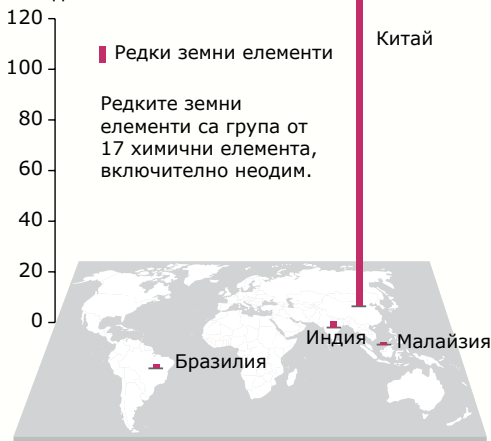 120
100
80
60
40
20
0
Редки земни елементи
Редките земни
елементи са група от
17 химични елемента,
включително неодим.
Китай
Индия
Малайзия
Бразилия